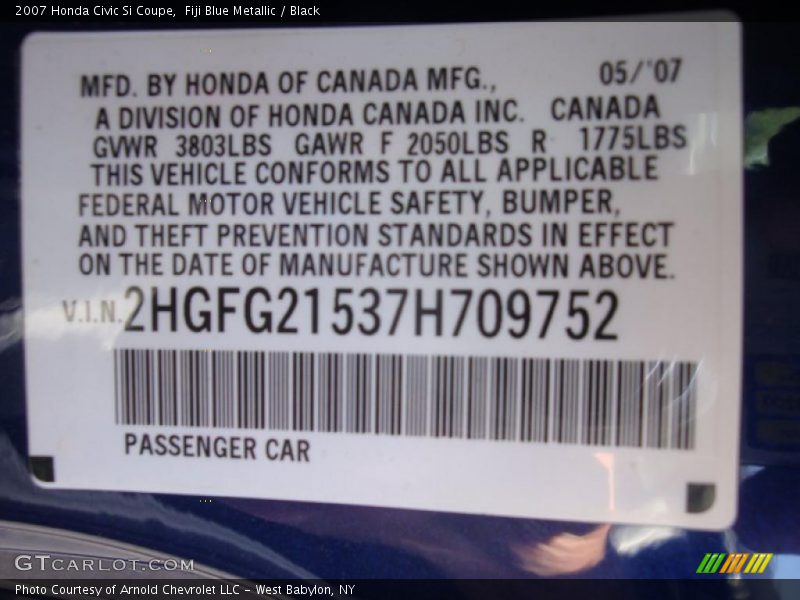 2007 Honda Civic Si Coupe,  Fiji Blue Metallic / Black
MFD. BY HONDA OF CANADA MFG., 05/'07
A DIVISION OF HONDA CANADA INC. CANADA
GVWR 3803LBS GAWR F 2050LBS R 1775LBS
THIS VEHICLE CONFORMS TO ALL APPLICABLE
FEDERAL MOTOR VEHICLE SAFETY, BUMPER,
AND THEFT PREVENTION STANDARDS IN EFFECT
ON THE DATE OF MANUFACTURE SHOWN ABOVE.
V.I.N. 2HGFG21537H709752
PASSENGER CAR
GTCARLOT.COM
Photo Courtesy of Arnold Chevrolet LLC - West Babylon, NY